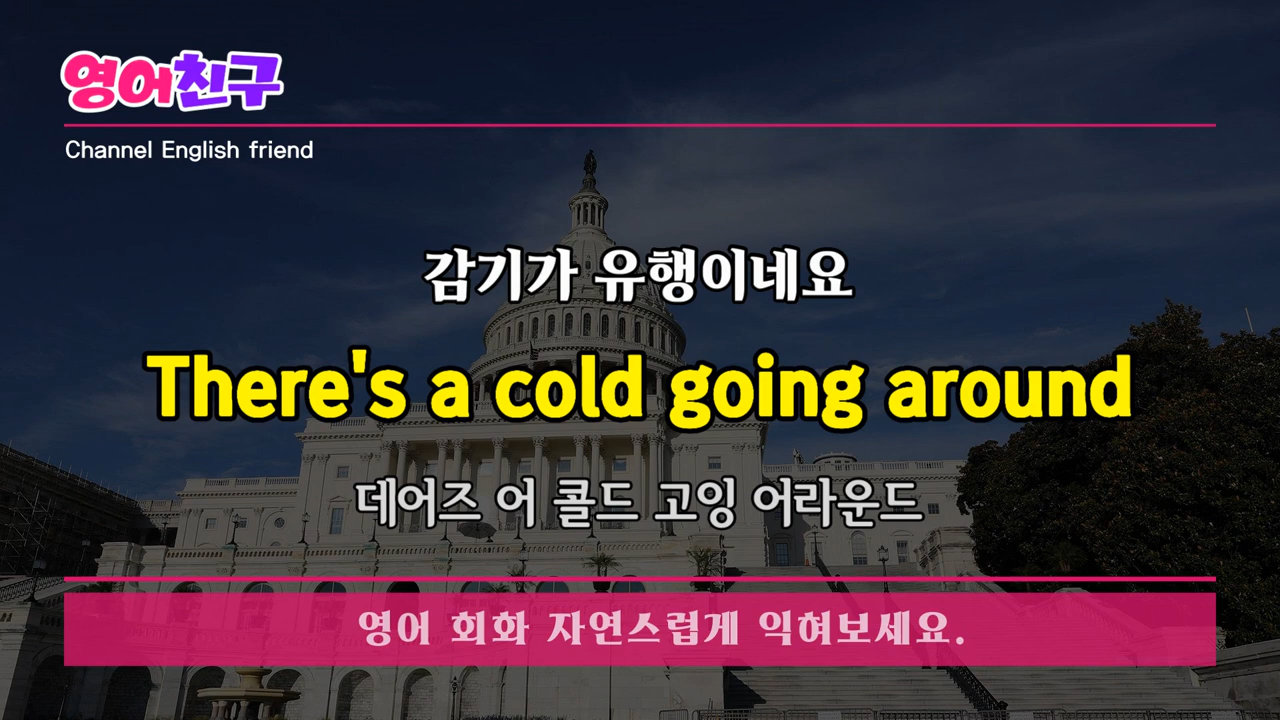 영어친구
Channel English friend
감기가 유행이네요
There's a cold going around
데어즈 어 콜드 고잉 어라운드
영어 회화 자연스럽게 익혀보세요.